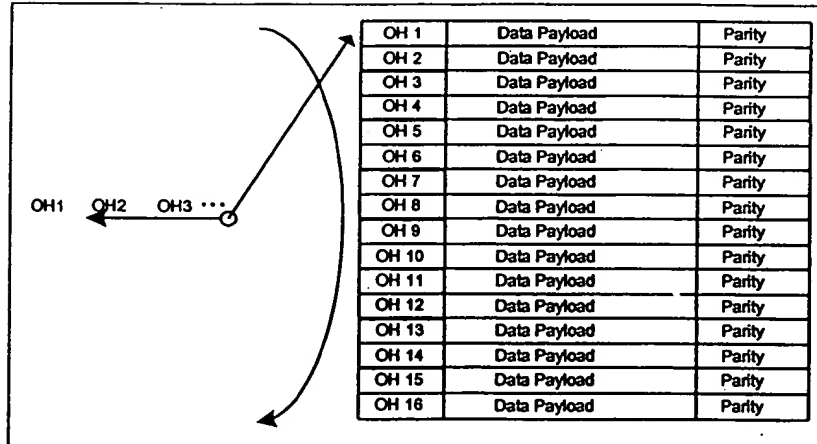 OH 1 Data Payload Parity
OH 2 Data Payload Parity
OH 3 Data Payload Parity
OH 4 Data Payload Parity
OH 5 Data Payload Parity
OH 6 Data Payload Parity
OH 7 Data Payload Parity
OH1 OH2 OH3 ••• OH 8 Data Payload Parity
OH 9 Data Payload Parity
OH 10 Data Payload Parity
OH 11 Data Payload Parity
OH 12 Data Payload Parity
OH 13 Data Payload Parity
OH 14 Data Payload Parity
OH 15 Data Payload Parity
OH 16 Data Payload Parity